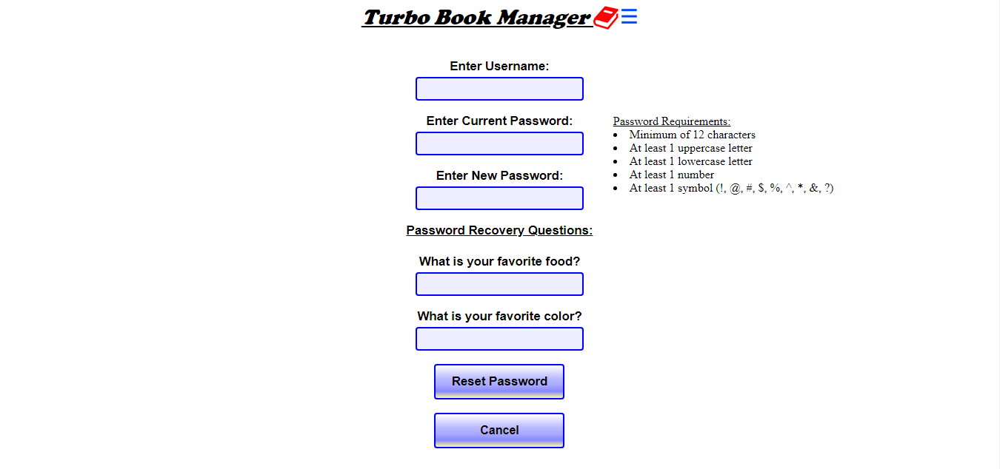 Turbo Book Manager
Enter Username:
Enter Current Password:
Enter New Password:
Password Requirements:
Minimum of 12 characters
At least 1 uppercase letter
At least 1 lowercase letter
At least 1 number
At least 1 symbol (!, @, #, $, %, ^, *, &, ?)
Password Recovery Questions:
What is your favorite food?
What is your favorite color?
Reset Password
Cancel